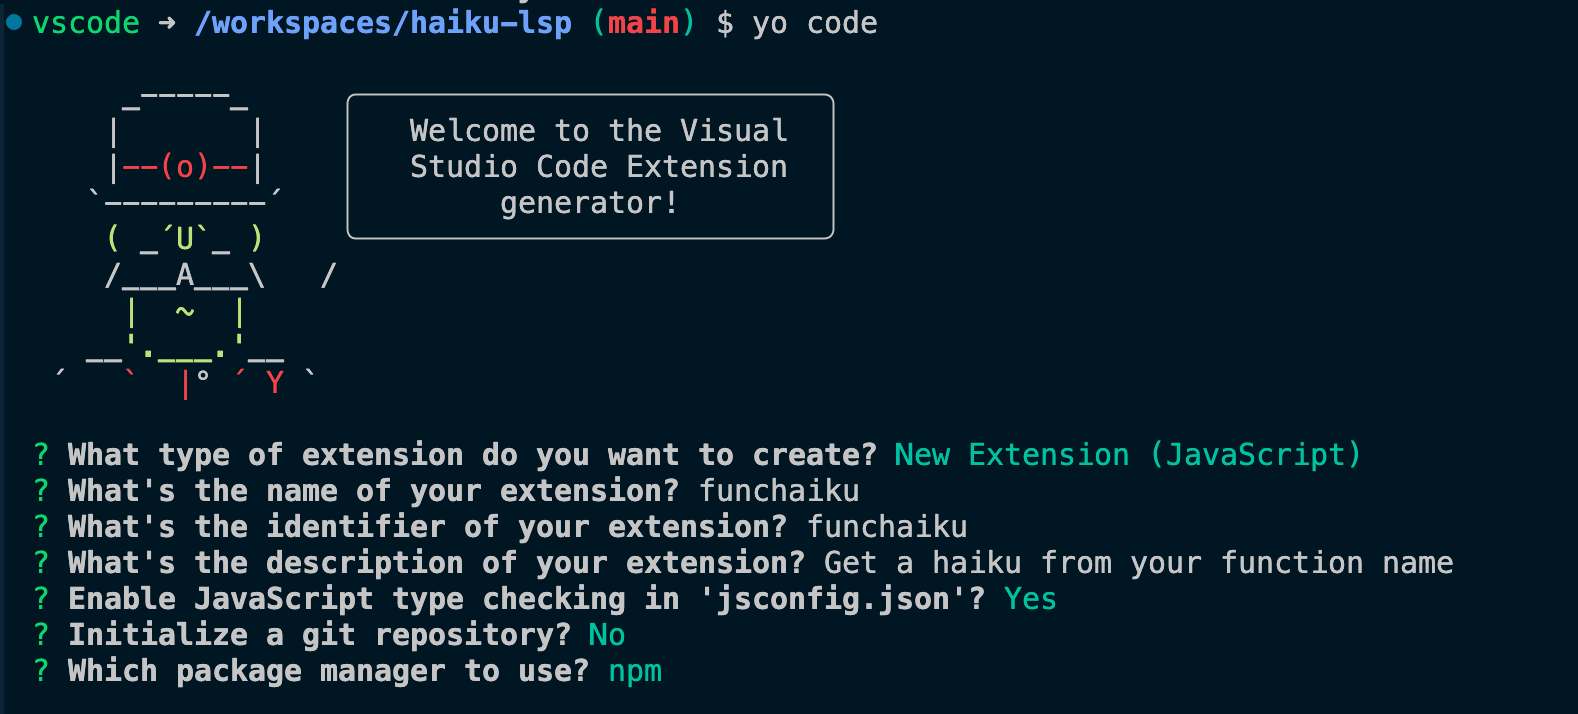 vscode ➜ /workspaces/haiku-lsp (main) $ yo code
     _-----_
    |       |
    |--(o)--|
   `---------´
    ( _´U`_ )
    /___A___\   /
     |  ~  |
   __'.___.'__
 ´   `  |° ´ Y `
Welcome to the Visual
Studio Code Extension
generator!
? What type of extension do you want to create? New Extension (JavaScript)
? What's the name of your extension? funchaiku
? What's the identifier of your extension? funchaiku
? What's the description of your extension? Get a haiku from your function name
? Enable JavaScript type checking in 'jsconfig.json'? Yes
? Initialize a git repository? No
? Which package manager to use? npm